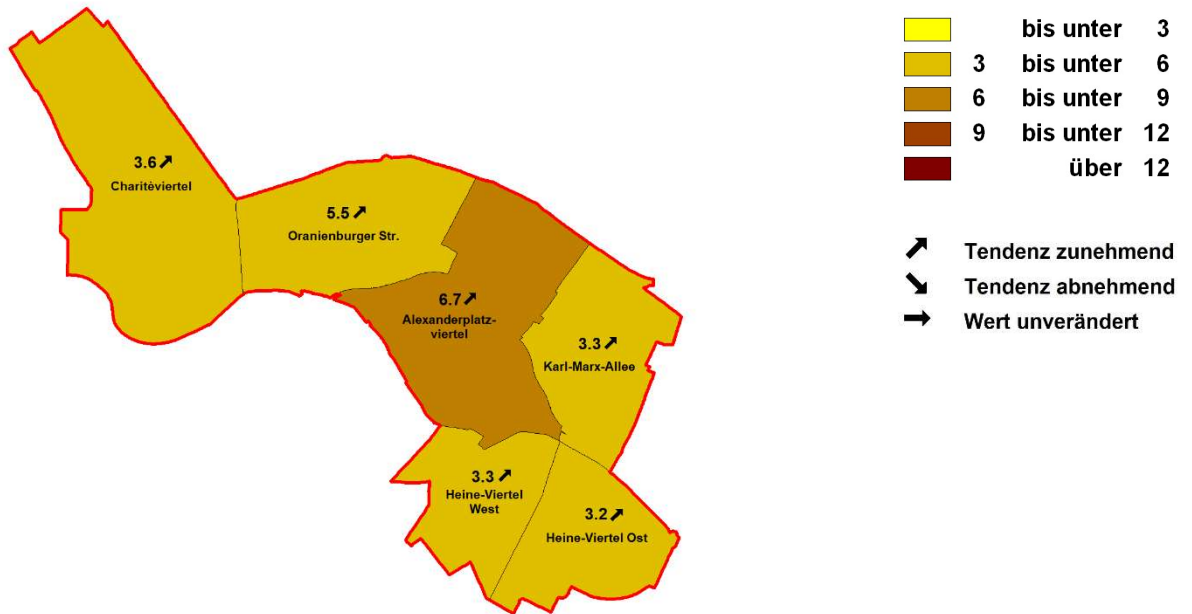 3.6
Charitèviertel
5.5
Oranienburger Str.
6.7
Alexanderplatz-
viertel
3.3
Karl-Marx-Allee
3.3
Heine-Viertel
West
3.2
Heine-Viertel Ost
bis unter 3
3 bis unter 6
6 bis unter 9
9 bis unter 12
über 12
Tendenz zunehmend
Tendenz abnehmend
Wert unverändert